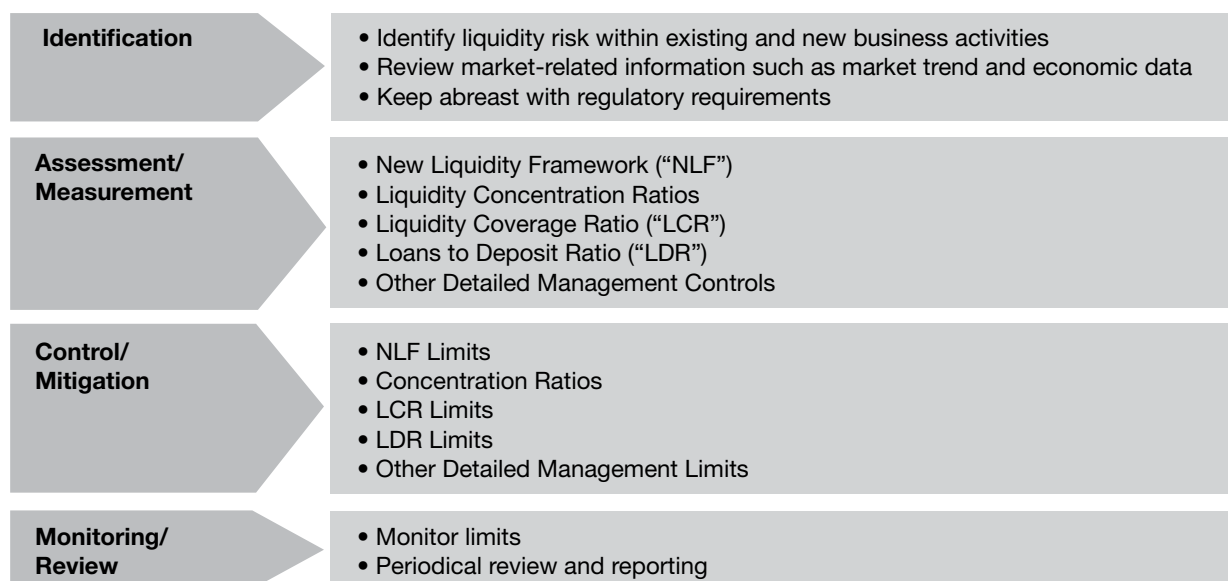 Identification
• Identify liquidity risk within existing and new business activities
• Review market-related information such as market trend and economic data
• Keep abreast with regulatory requirements
Assessment/
Measurement
• New Liquidity Framework (“NLF”)
• Liquidity Concentration Ratios
• Liquidity Coverage Ratio (“LCR”)
• Loans to Deposit Ratio (“LDR”)
• Other Detailed Management Controls
Control/
Mitigation
• NLF Limits
• Concentration Ratios
• LCR Limits
• LDR Limits
• Other Detailed Management Limits
Monitoring/
Review
• Monitor limits
• Periodical review and reporting